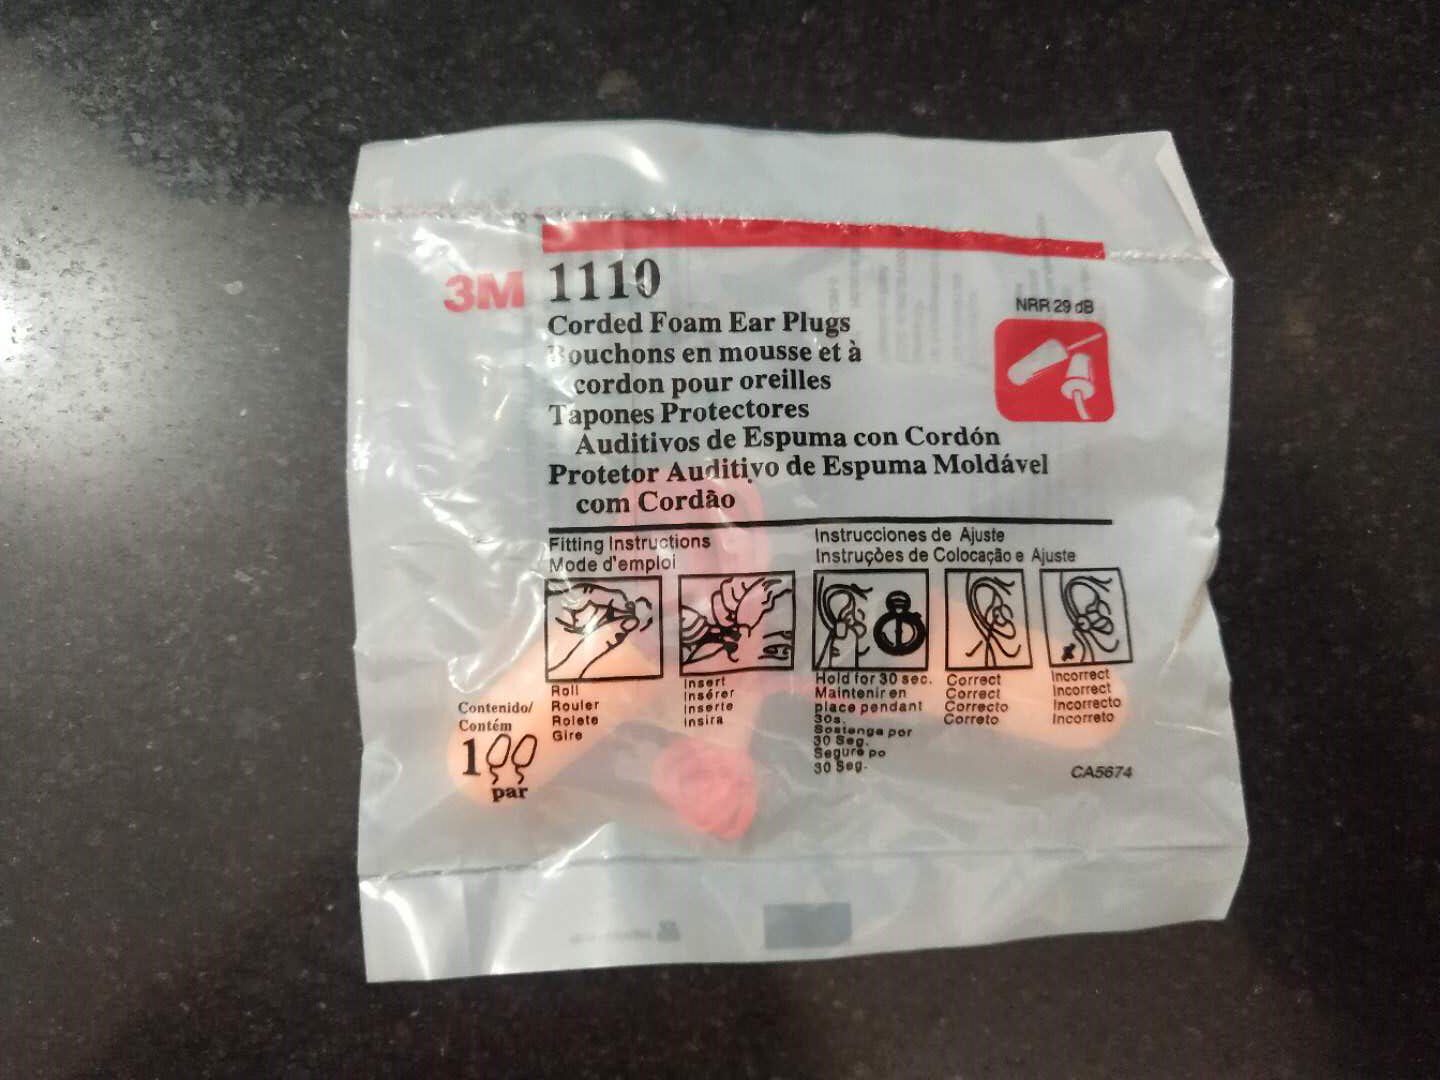 3M 1110
Corded Foam Ear Plugs
Bouchons en mousse et à
cordon pour oreilles
Tapones Protectores
Auditivos de Espuma con Cordón
Protetor Auditivo de Espuma Moldável
com Cordão
NRR 29 dB
Fitting Instructions
Mode d'emploi
Instrucciones de Ajuste
Instruções de Colocação e Ajuste
Roll
Rouler
Rolete
Gire
Insert
Insérer
Inserte
Insira
Hold for 30 sec.
Maintenir en
place pendant
30s.
Sostenga por
30 Seg.
Segure po
30 Seg.
Correct
Correct
Correcto
Correto
Incorrect
Incorrect
Incorrecto
Incorreto
Contenido/
Contém
1
par
CA5674